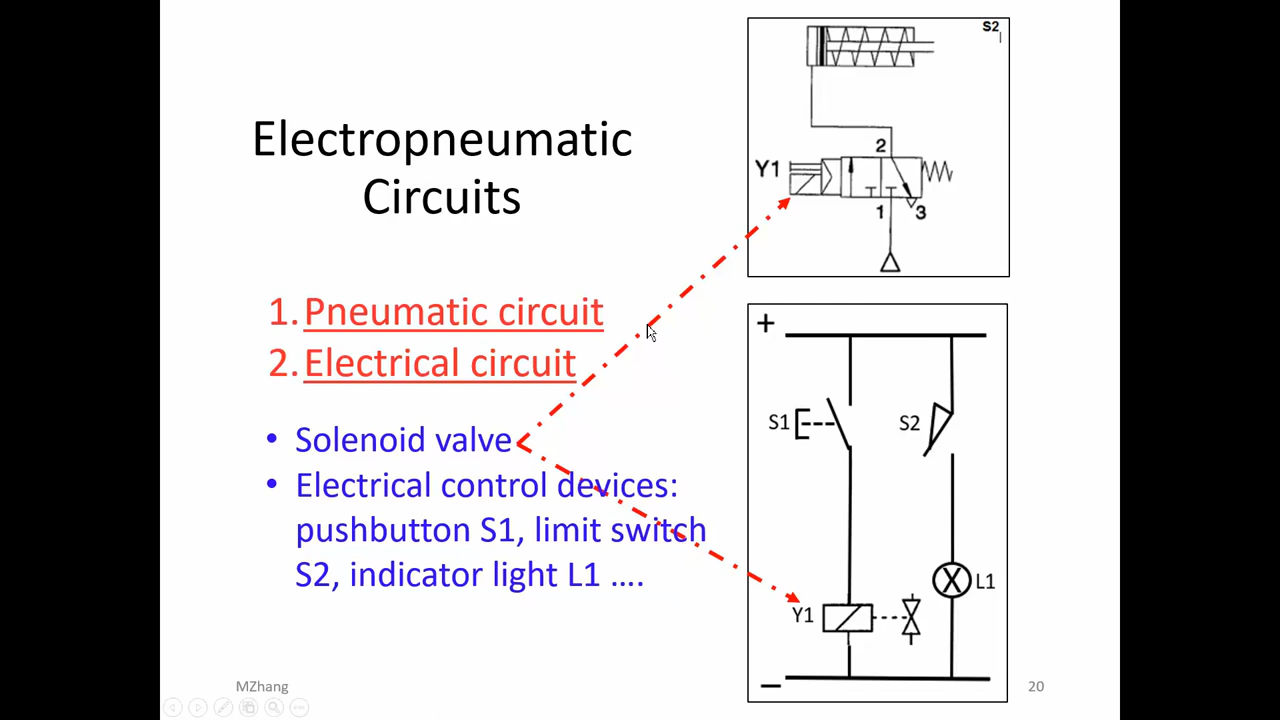 Electropneumatic
Circuits
1. Pneumatic circuit
2. Electrical circuit
• Solenoid valve
• Electrical control devices:
pushbutton S1, limit switch
S2, indicator light L1 ....
S2
Y1
2
1
3
+
S1
S2
L1
Y1
–
MZhang
20